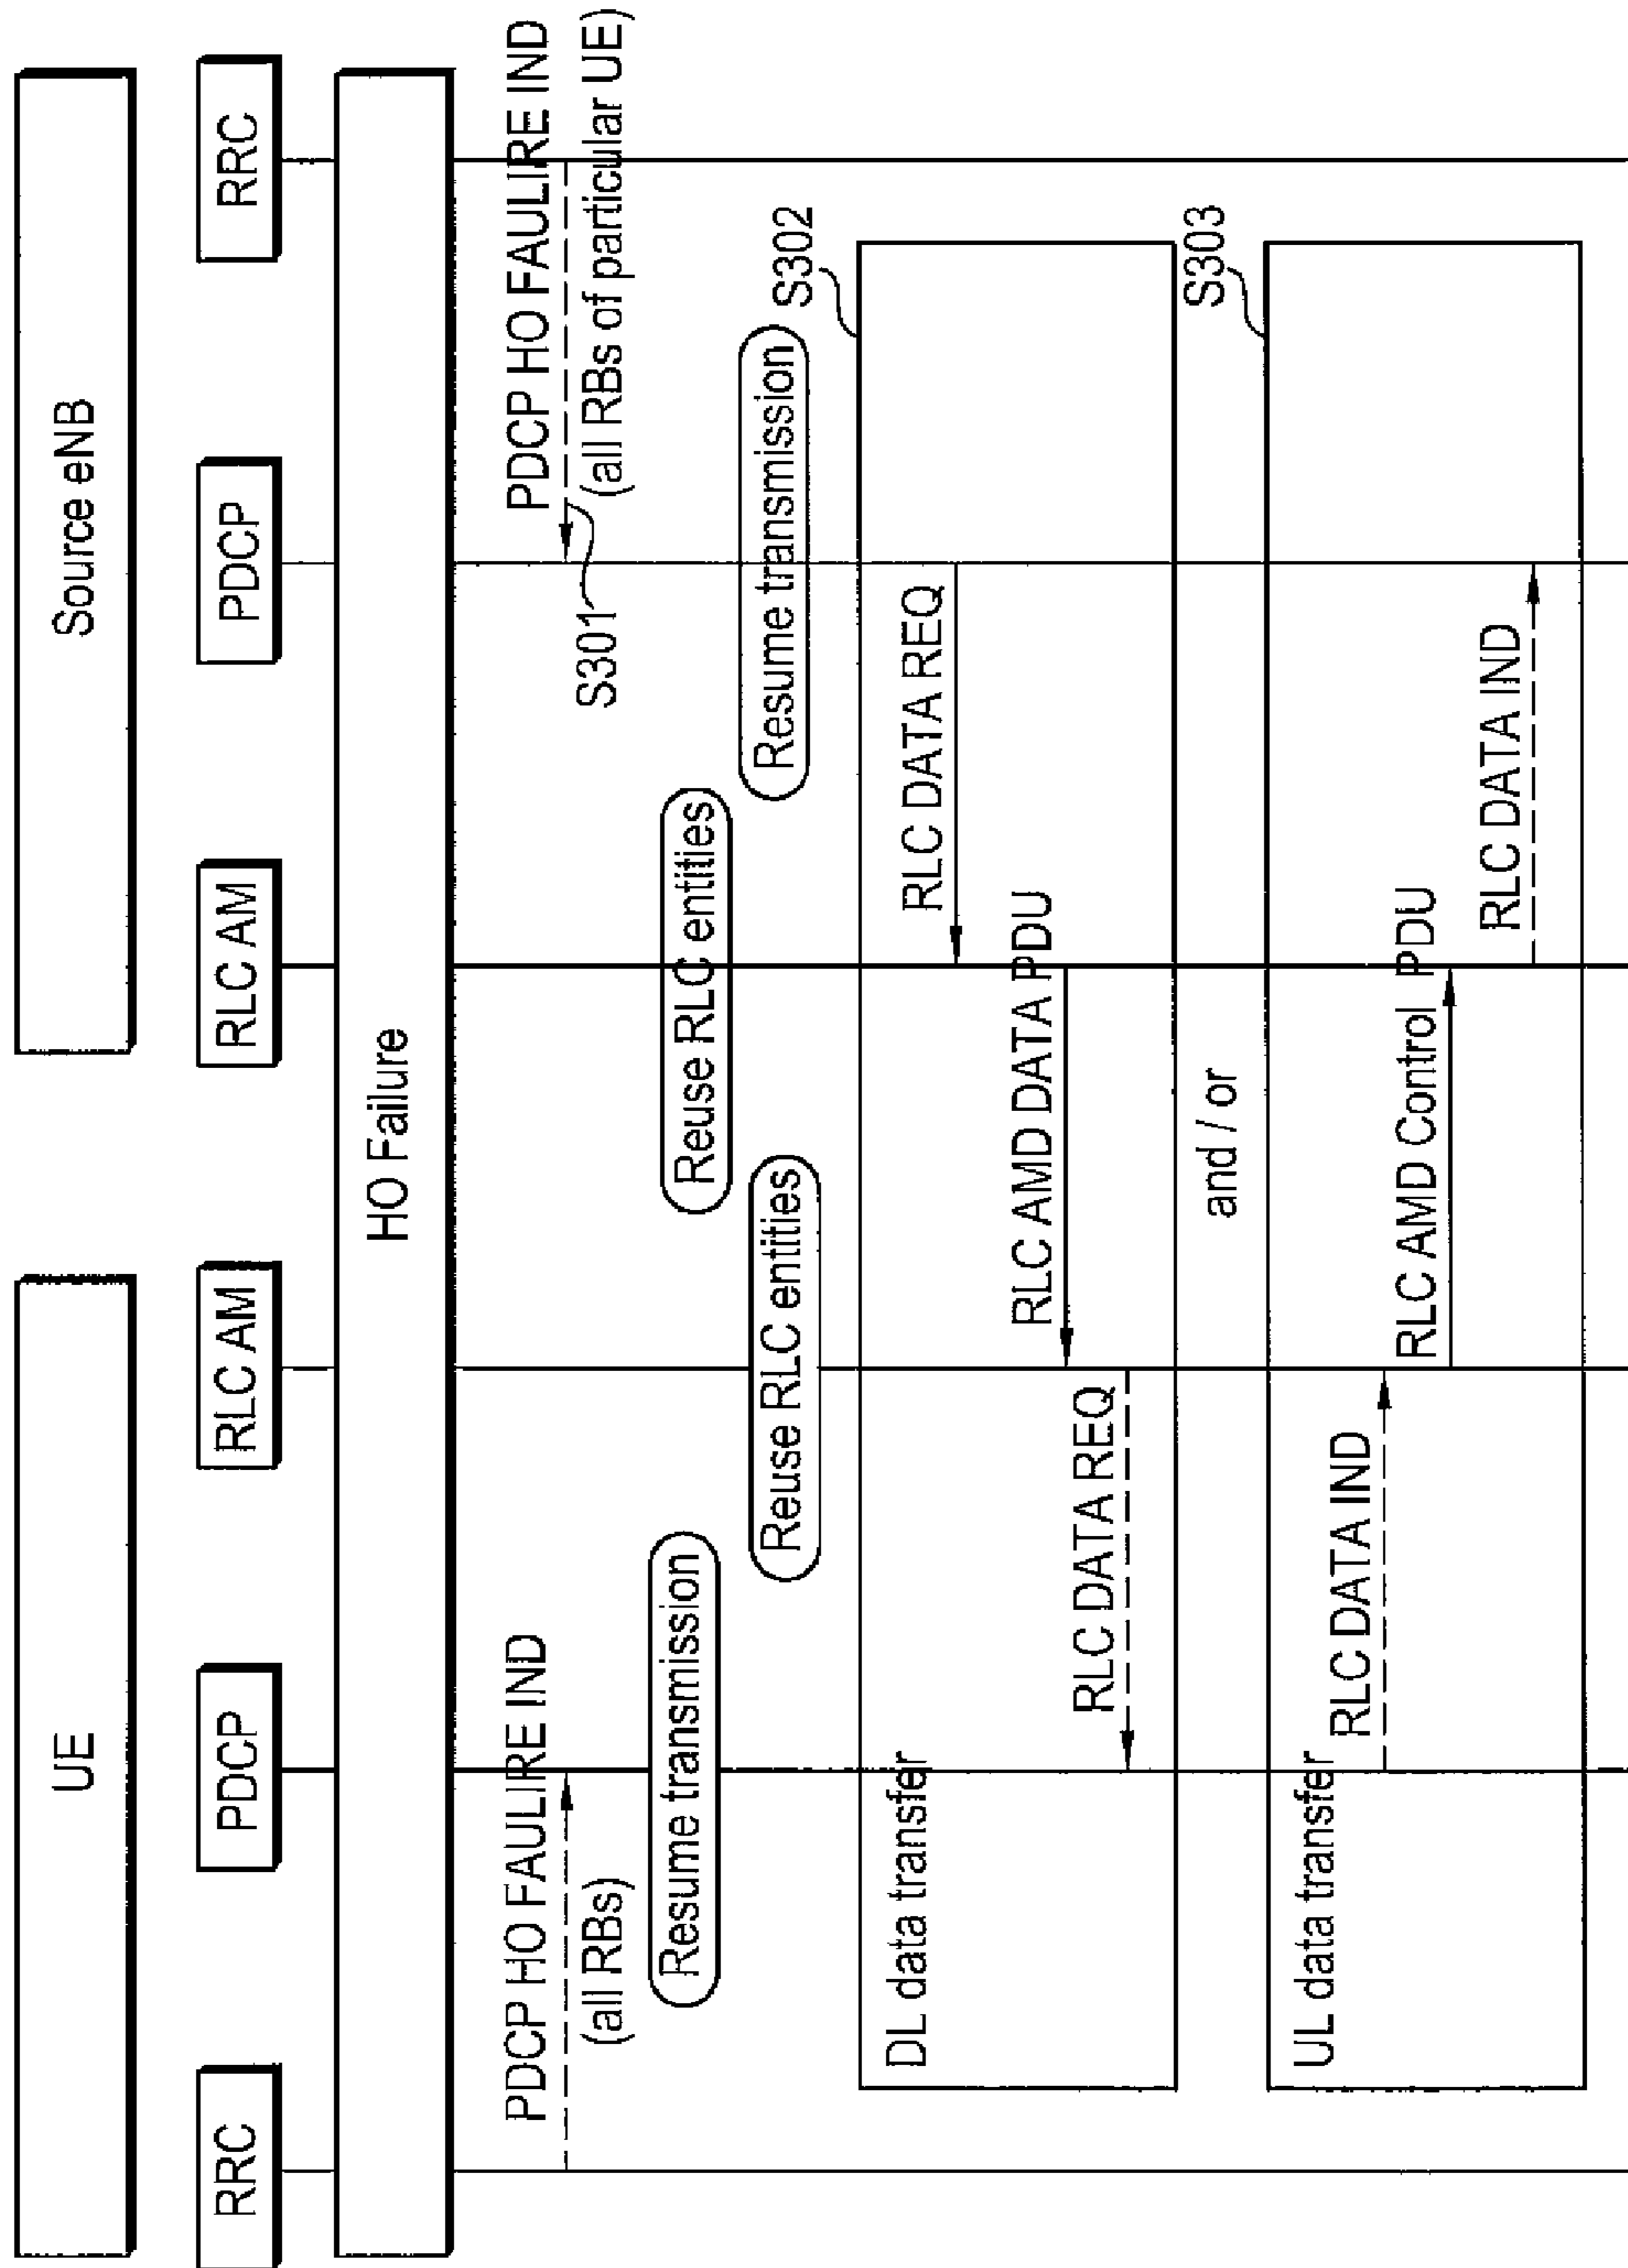 UE
Source eNB
RRC
PDCP
RLC AM
RLC AM
PDCP
RRC
HO Failure
PDCP HO FAULIRE IND
(all RBs)
PDCP HO FAULIRE IND
(all RBs of particular UE)
S301
Resume transmission
Reuse RLC entities
Reuse RLC entities
Resume transmission
S302
DL data transfer
RLC DATA REQ
RLC AMD DATA PDU
RLC DATA REQ
and / or
S303
UL data transfer
RLC DATA IND
RLC AMD Control PDU
RLC DATA IND